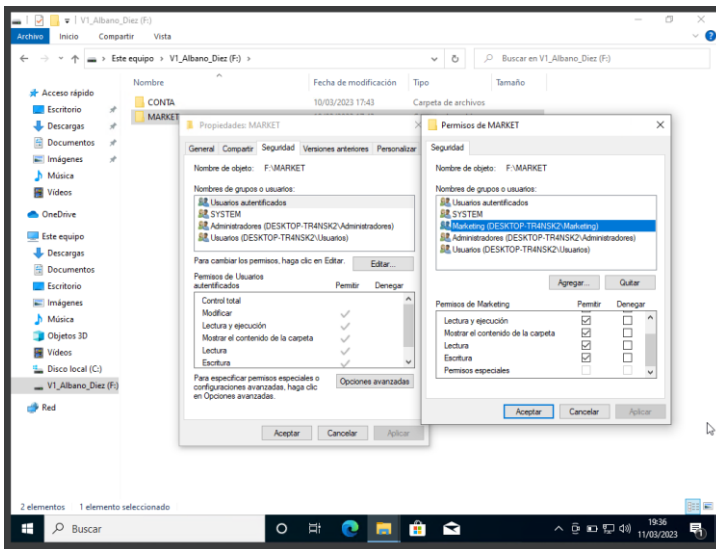 V1_Albano_Diez (F:)
Archivo Inicio Compartir Vista
Este equipo > V1_Albano_Diez (F:) >
Buscar en V1_Albano_Diez (F:)
Nombre Fecha de modificación Tipo Tamaño
Acceso rápido
Escritorio
Descargas
Documentos
Imágenes
Música
Vídeos
OneDrive
Este equipo
Descargas
Documentos
Escritorio
Imágenes
Música
Objetos 3D
Vídeos
Disco local (C:)
V1_Albano_Diez (F:)
Red
CONTA 10/03/2023 17:43 Carpeta de archivos
MARKET
Propiedades: MARKET
General Compartir Seguridad Versiones anteriores Personalizar
Nombre de objeto: F:\MARKET
Nombres de grupos o usuarios:
Usuarios autentificados
SYSTEM
Administradores (DESKTOP-TR4NSK2\Administradores)
Usuarios (DESKTOP-TR4NSK2\Usuarios)
Para cambiar los permisos, haga clic en Editar. Editar...
Permisos de Usuarios
autentificados Permitir Denegar
Control total
Modificar
Lectura y ejecución
Mostrar el contenido de la carpeta
Lectura
Escritura
Para especificar permisos especiales o
configuraciones avanzadas, haga clic
en Opciones avanzadas.
Opciones avanzadas
Aceptar Cancelar Aplicar
Permisos de MARKET
Seguridad
Nombre de objeto: F:\MARKET
Nombres de grupos o usuarios:
Usuarios autentificados
SYSTEM
Marketing (DESKTOP-TR4NSK2\Marketing)
Administradores (DESKTOP-TR4NSK2\Administradores)
Usuarios (DESKTOP-TR4NSK2\Usuarios)
Agregar... Quitar
Permisos de Marketing Permitir Denegar
Lectura y ejecución
Mostrar el contenido de la carpeta
Lectura
Escritura
Permisos especiales
Aceptar Cancelar Aplicar
2 elementos 1 elemento seleccionado
Buscar
19:36
11/03/2023